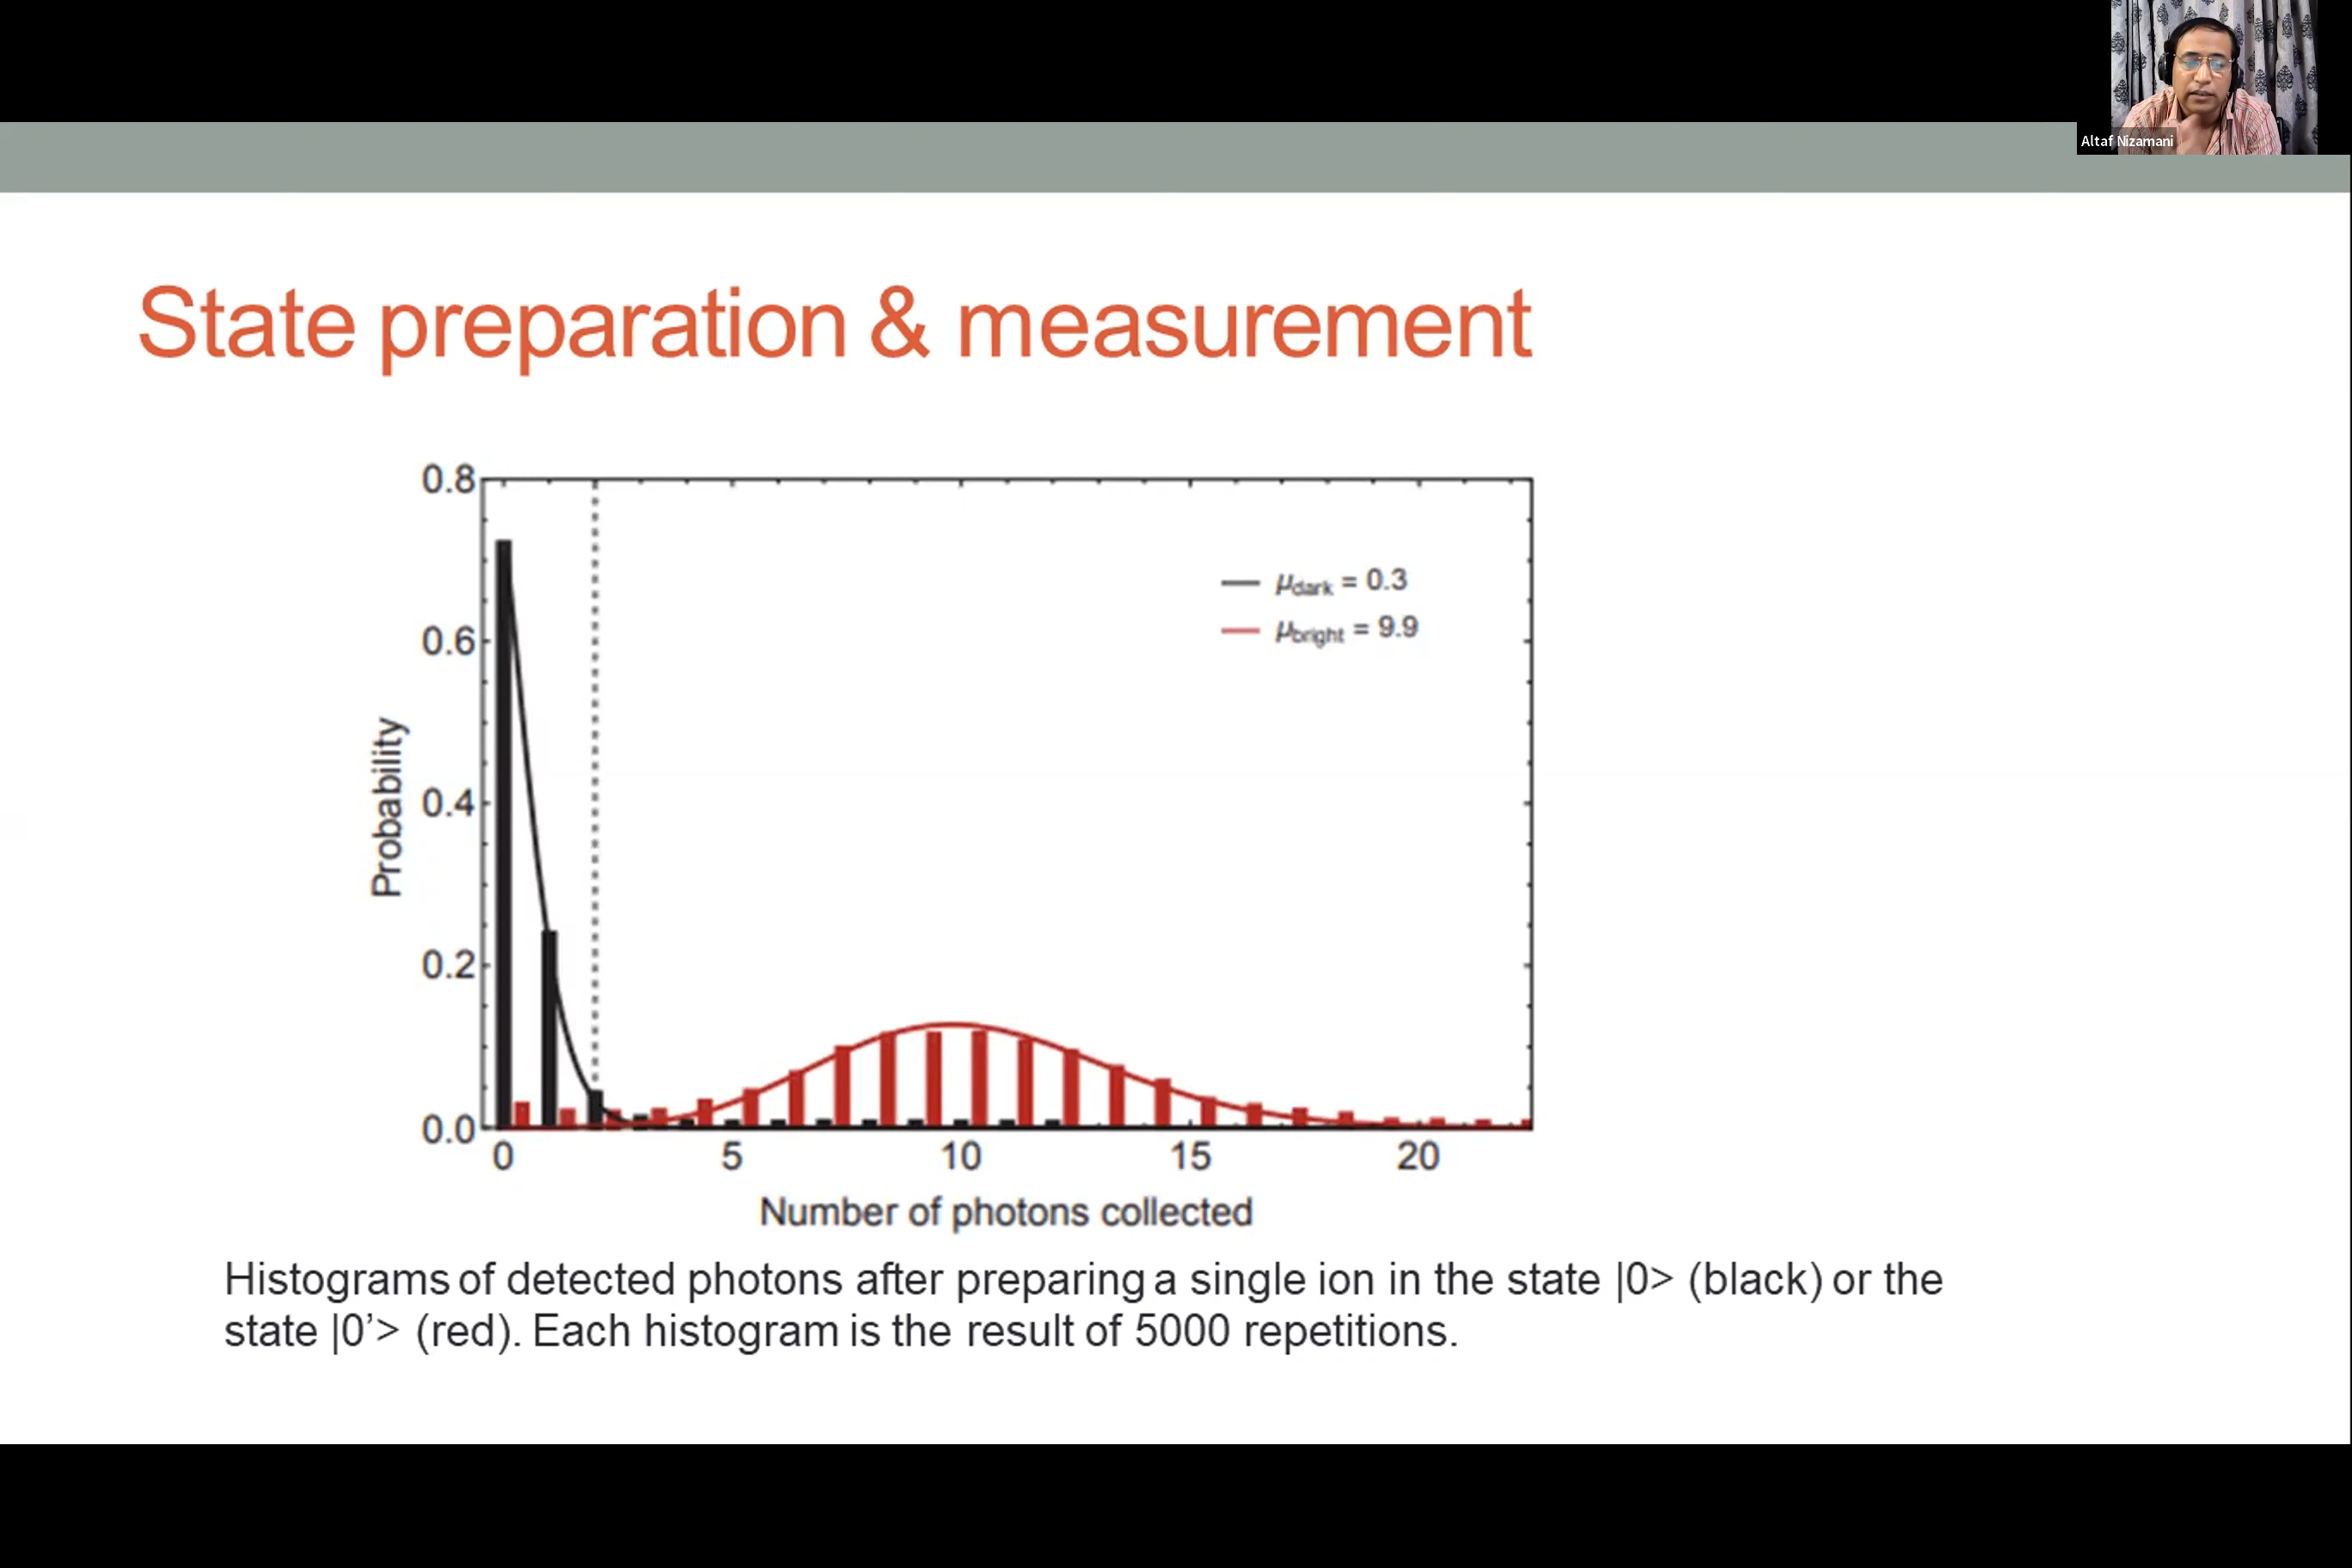 Altaf Nizamani
State preparation & measurement
0.8
0.6
0.4
0.2
0.0
Probability
μdark = 0.3
μbright = 9.9
0 5 10 15 20
Number of photons collected
Histograms of detected photons after preparing a single ion in the state |0> (black) or the
state |0’> (red). Each histogram is the result of 5000 repetitions.